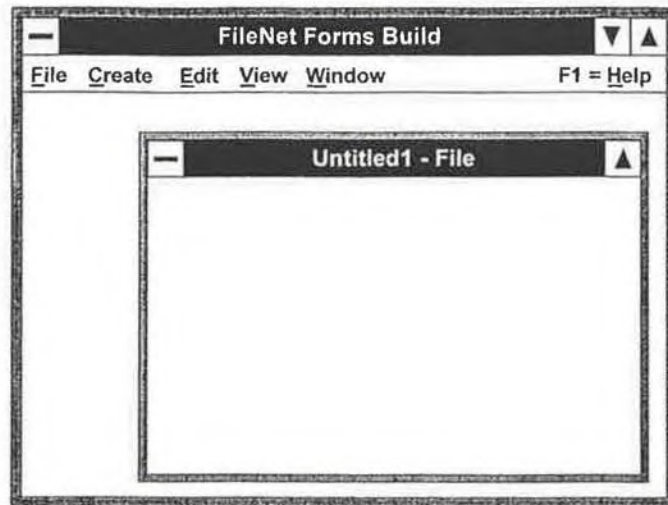 FileNet Forms Build
File Create Edit View Window F1 = Help
Untitled1 - File